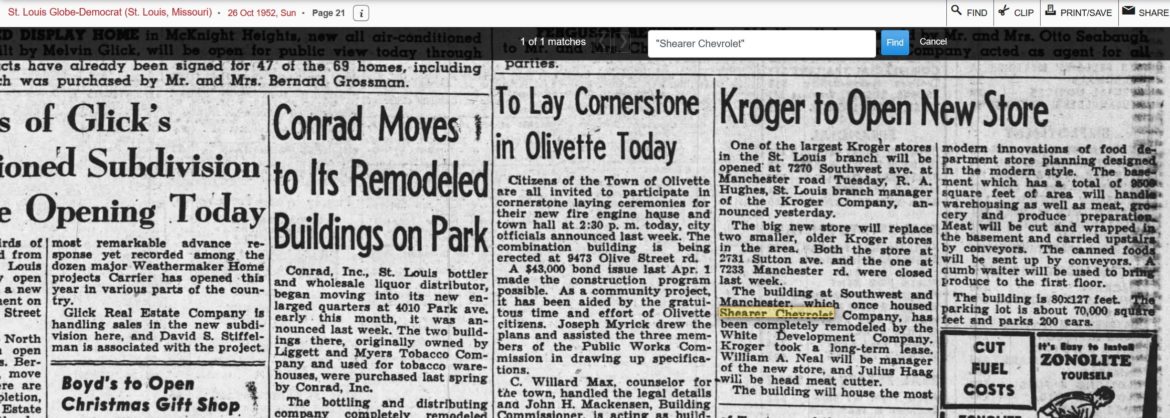 St. Louis Globe-Democrat (St. Louis, Missouri) · 26 Oct 1952, Sun · Page 21
FIND CLIP PRINT/SAVE SHARE
1 of 1 matches
"Shearer Chevrolet"
Find
Cancel
DISPLAY HOME in McKnight Heights, new all air-conditioned
by Melvin Glick, will be open for public view today through
have already been signed for 47 of the 69 homes, including
was purchased by Mr. and Mrs. Bernard Grossman.
parties.
Mrs. Otto Seabaugh
acted as agent for all
s of Glick's
ioned Subdivision
e Opening Today
irds of
d from
Louis
y open
a new
ent on
Street
North
open
s. Ber-
move
ere are
pletion,
Estate
most remarkable advance re-
sponse yet recorded among the
dozen major Weathermaker Home
projects Carrier has opened this
year in various parts of the coun-
try.
Glick Real Estate Company is
handling sales in the new subdi-
vision here, and David S. Stiffel-
man is associated with the project.
Boyd's to Open
Christmas Gift Shop
Conrad Moves
to Its Remodeled
Buildings on Park
Conrad, Inc., St. Louis bottler
and wholesale liquor distributor,
began moving into its new en-
larged quarters at 4010 Park ave.
early this month, it was an-
nounced last week. The two build-
ings there, originally owned by
Liggett and Myers Tobacco Com-
pany and used for tobacco ware-
houses, were purchased last spring
by Conrad, Inc.
The bottling and distributing
company completely remodeled
To Lay Cornerstone
in Olivette Today
Citizens of the Town of Olivette
are all invited to participate in
cornerstone laying ceremonies for
their new fire engine house and
town hall at 2:30 p. m. today, city
officials announced last week. The
combination building is being
erected at 9473 Olive Street rd.
A $43,000 bond issue last Apr. 1
made the construction program
possible. As a community project,
it has been aided by the gratui-
tous time and effort of Olivette
citizens. Joseph Myrick drew the
plans and assisted the three mem-
bers of the Public Works Com-
mission in drawing up specifica-
tions.
C. Willard Max, counselor for
the town, handled the legal details
and John H. Mackensen, Building
Commissioner, is acting as building
Kroger to Open New Store
One of the largest Kroger stores
in the St. Louis branch will be
opened at 7270 Southwest ave. at
Manchester road Tuesday, R. A.
Hughes, St. Louis branch manager
of the Kroger Company, an-
nounced yesterday.
The big new store will replace
two smaller, older Kroger stores
in the area. Both the store at
2731 Sutton ave. and the one at
7233 Manchester rd. were closed
last week.
The building at Southwest and
Manchester, which once housed
Shearer Chevrolet Company, has
been completely remodeled by the
White Development Company.
Kroger took a long-term lease.
William A. Neal will be manager
of the new store, and Julius Haag
will be head meat cutter.
The building will house the most
modern innovations of food de-
partment store planning designed
in the modern style. The base-
ment which has a total of 9500
square feet of area will handle
warehousing as well as meat, gro-
cery and produce preparation.
Meat will be cut and wrapped in
the basement and carried upstairs
by conveyors. The canned foods
will be sent up by conveyors. A
dumb waiter will be used to bring
produce to the first floor.
The building is 80x127 feet. The
parking lot is about 70,000 square
feet and parks 200 cars.
CUT
FUEL
COSTS
It's Easy to Install
ZONOLITE
YOURSELF